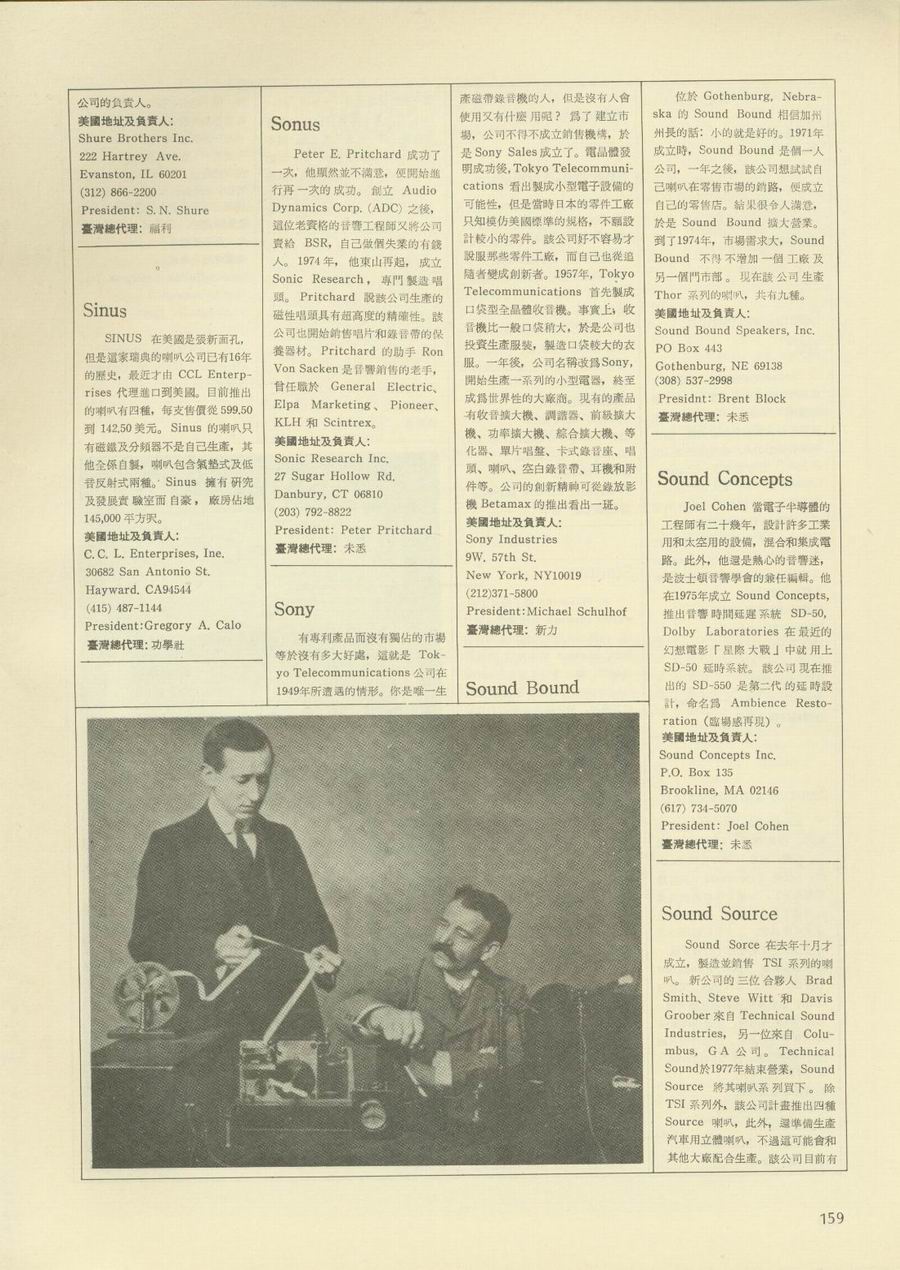 公司的負責人。
美國地址及負責人:
Shure Brothers Inc.
222 Hartrey Ave.
Evanston, IL 60201
(312) 866-2200
President: S. N. Shure
臺灣總代理: 福利
Sinus
SINUS 在美國是張新面孔,
但是這家瑞典的喇叭公司已有16年
的歷史, 最近才由 CCL Enterp-
rises 代理進口到美國。目前推出
的喇叭有四種, 每支售價從 599,50
到 142,50 美元。 Sinus 的喇叭只
有磁鐵及分頻器不是自己生產, 其
他全係自製, 喇叭包含氣墊式及低
音反射式兩種。 Sinus 擁有 研究
及發展實 驗室而 自豪, 廠房佔地
145,000 平方呎。
美國地址及負責人:
C. C. L. Enterprises, Ine.
30682 San Antonio St.
Hayward. CA94544
(415) 487-1144
President:Gregory A. Calo
臺灣總代理: 功學社
Sonus
Peter E. Pritchard 成功了
一次, 他顯然並不滿意, 便開始進
行再 一次的 成功。 創立 Audio
Dynamics Corp. (ADC) 之後,
這位老資格的音響工程師又將公司
賣給 BSR, 自己做個失業的有錢
人。 1974 年, 他東山再起, 成立
Sonic Research, 專門 製造 唱
頭。 Pritchard 說該公司生產的
磁性唱頭具有超高度的精確性。該
公司也開始銷售唱片和錄音帶的保
養器材。 Pritchard 的助手 Ron
Von Sacken 是音響銷售的老手,
曾任職於 General Electric、
Elpa Marketing、 Pioneer、
KLH 和 Scintrex。
美國地址及負責人:
Sonic Research Inc.
27 Sugar Hollow Rd.
Danbury, CT 06810
(203) 792-8822
President: Peter Pritchard
臺灣總代理: 未悉
Sony
有專利產品而沒有獨佔的市場
等於沒有多大好處, 這就是 Tok-
yo Telecommunications 公司在
1949年所遭遇的情形。你是唯一生
產磁帶錄音機的人, 但是沒有人會
使用又有什麼 用呢? 爲了 建立市
場, 公司不得不成立銷售機構, 於
是 Sony Sales 成立了。電晶體發
明成功後, Tokyo Telecommuni-
cations 看出製成小型電子設備的
可能性, 但是當時日本的零件工廠
只知模仿美國標準的規格, 不願設
計較小的零件。該公司好不容易才
說服那些零件工廠, 而自己也從追
隨者變成創新者。1957年, Tokyo
Telecommunications 首先製成
口袋型全晶體收音機。事實上, 收
音機比一般口袋稍大, 於是公司也
投資生產服裝, 製造口袋較大的衣
服。一年後, 公司名稱改爲Sony,
開始生產一系列的小型電器, 終至
成爲世界性的大廠商。現有的產品
有收音擴大機、調諧器、前級擴大
機、功率擴大機、綜合擴大機、等
化器、單片唱盤、卡式錄音座、唱
頭、喇叭、空白錄音帶、耳機和附
件等。公司的創新精神可從錄放影
機 Betamax 的推出看出一斑。
美國地址及負責人:
Sony Industries
9W. 57th St.
New York, NY10019
(212)371-5800
President:Michael Schulhof
臺灣總代理: 新力
Sound Bound
位於 Gothenburg, Nebra-
ska 的 Sound Bound 相信加州
州長的話: 小的就是好的。1971年
成立時, Sound Bound 是個一人
公司, 一年之後, 該公司想試試自
己喇叭在零售市場的銷路, 便成立
自己的零售店。結果很令人滿意,
於是 Sound Bound 擴大營業。
到了1974年, 市場需求大, Sound
Bound 不得 不增加 一個 工廠 及
另一個門市部 。 現在該 公司 生產
Thor 系列的喇叭, 共有九種。
美國地址及負責人:
Sound Bound Speakers, Inc.
PO Box 443
Gothenburg, NE 69138
(308) 537-2998
Presidnt: Brent Block
臺灣總代理: 未悉
Sound Concepts
Joel Cohen 當電子半導體的
工程師有二十幾年, 設計許多工業
用和太空用的設備, 混合和集成電
路。此外, 他還是熱心的音響迷,
是波士頓音響學會的兼任編輯。他
在1975年成立 Sound Concepts,
推出音響 時間延遲 系統 SD-50,
Dolby Laboratories 在 最近的
幻想電影「星際 大戰」中就 用上
SD-50 延時系統。 該公司 現在推
出的 SD-550 是第二代 的延 時設
計, 命名爲 Ambience Resto-
ration (臨場感再現) 。
美國地址及負責人:
Sound Concepts Inc.
P.O. Box 135
Brookline, MA 02146
(617) 734-5070
President: Joel Cohen
臺灣總代理: 未悉
Sound Source
Sound Sorce 在去年十月才
成立, 製造並銷售 TSI 系列的喇
叭。 新公司的 三位 合夥人 Brad
Smith、Steve Witt 和 Davis
Groober 來自 Technical Sound
Industries, 另一位來自 Colu-
mbus, G A 公 司。 Technical
Sound於1977年結束營業, Sound
Source 將其喇叭系 列買下 。 除
TSI 系列外, 該公司計畫推出四種
Source 喇叭, 此外, 還準備生產
汽車用立體喇叭, 不過這可能會和
其他大廠配合生產。該公司目前有
159